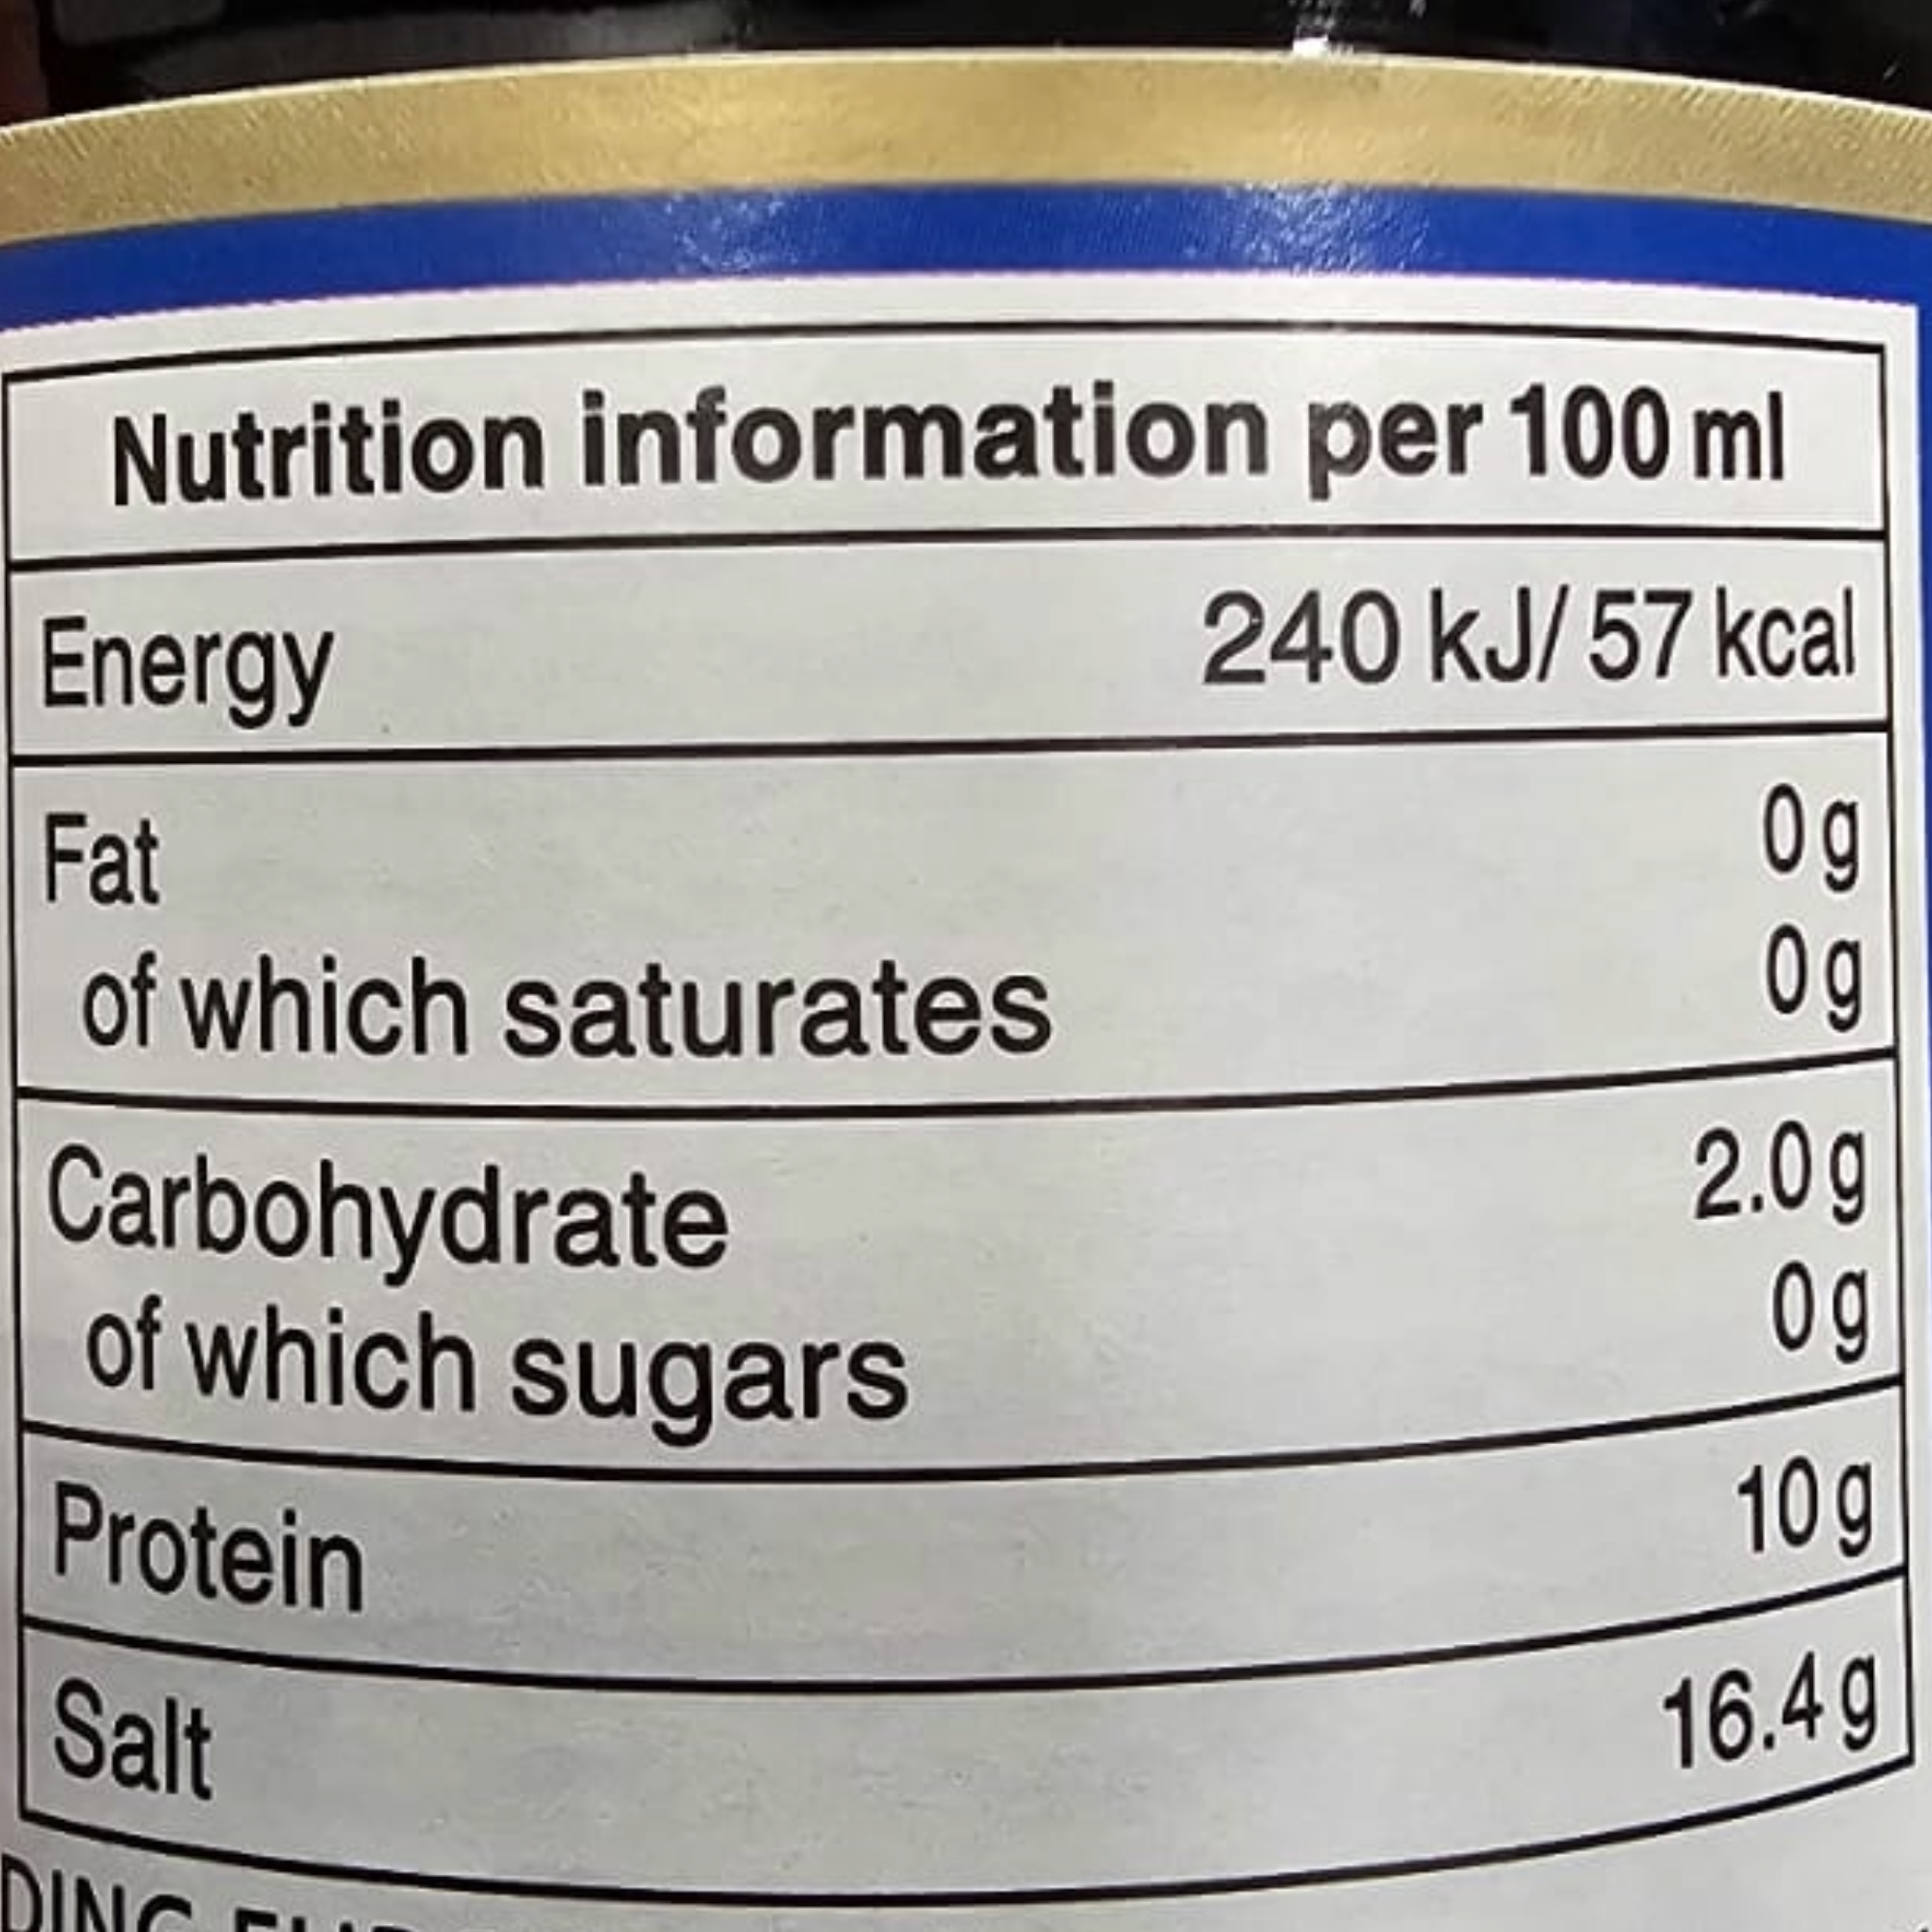 Nutrition information per 100 ml
Energy 240 kJ/57 kcal
Fat 0 g
of which saturates 0 g
Carbohydrate 2.0 g
of which sugars 0 g
Protein 10 g
Salt 16.4 g